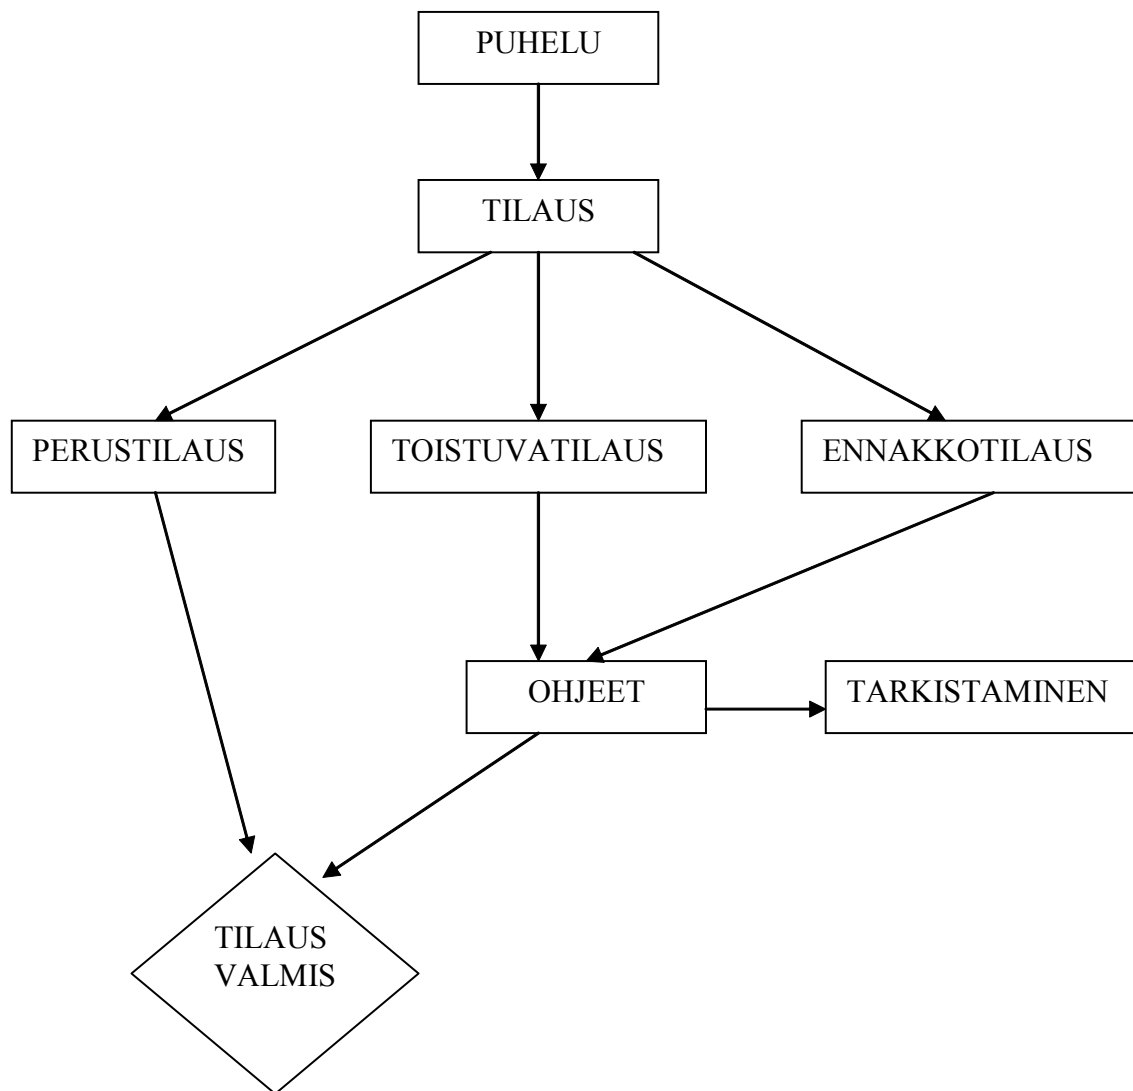 PUHELU
TILAUS
PERUSTILAUS
TOISTUVATILAUS
ENNAKKOTILAUS
OHJEET
TARKISTAMINEN
TILAUS
VALMIS